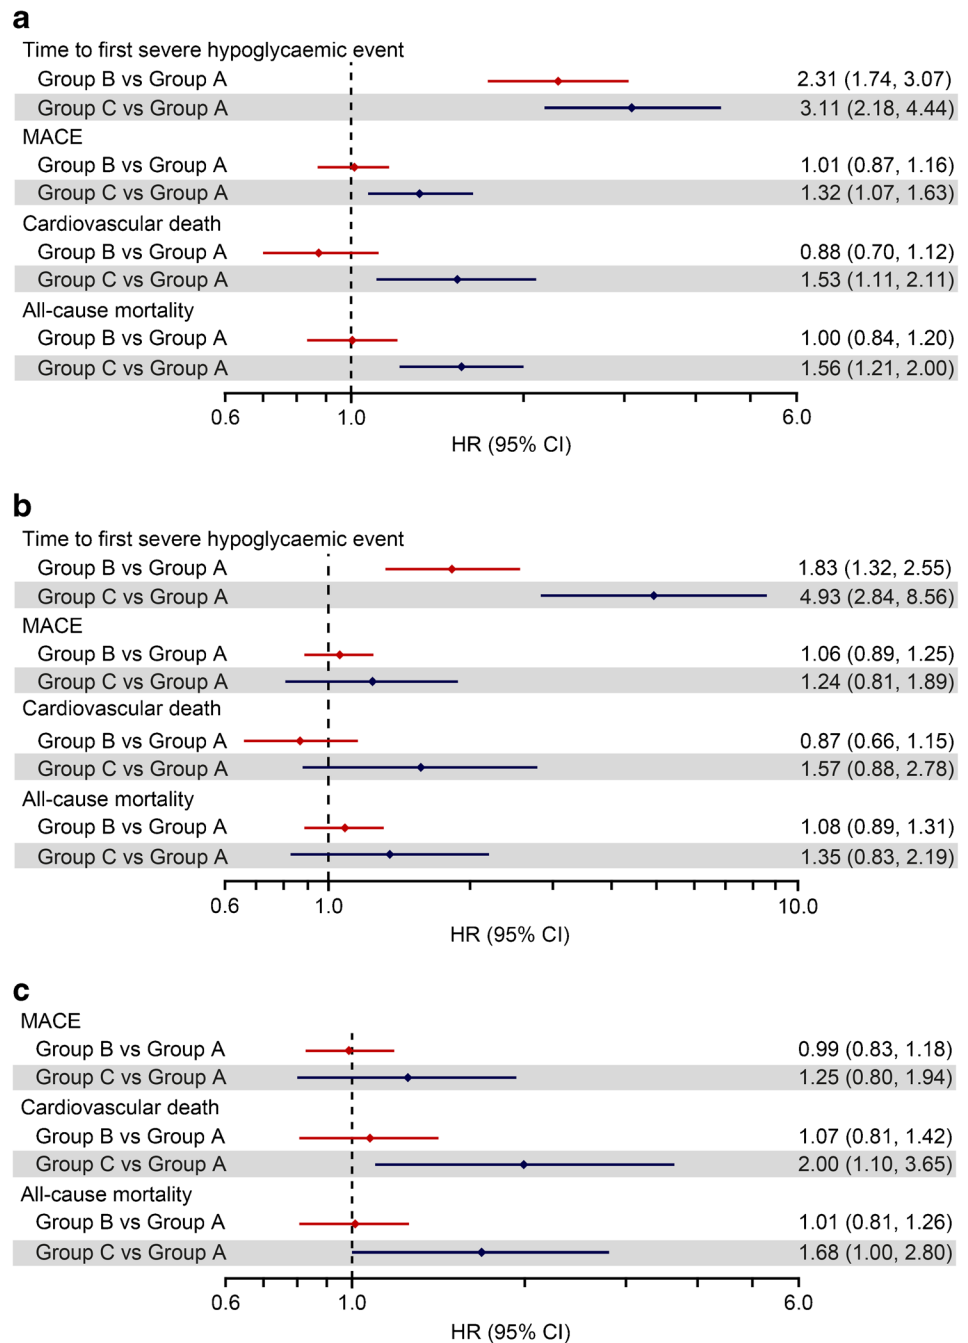 a
Time to first severe hypoglycaemic event
Group B vs Group A 2.31 (1.74, 3.07)
Group C vs Group A 3.11 (2.18, 4.44)
MACE
Group B vs Group A 1.01 (0.87, 1.16)
Group C vs Group A 1.32 (1.07, 1.63)
Cardiovascular death
Group B vs Group A 0.88 (0.70, 1.12)
Group C vs Group A 1.53 (1.11, 2.11)
All-cause mortality
Group B vs Group A 1.00 (0.84, 1.20)
Group C vs Group A 1.56 (1.21, 2.00)
0.6 1.0 6.0
HR (95% CI)
b
Time to first severe hypoglycaemic event
Group B vs Group A 1.83 (1.32, 2.55)
Group C vs Group A 4.93 (2.84, 8.56)
MACE
Group B vs Group A 1.06 (0.89, 1.25)
Group C vs Group A 1.24 (0.81, 1.89)
Cardiovascular death
Group B vs Group A 0.87 (0.66, 1.15)
Group C vs Group A 1.57 (0.88, 2.78)
All-cause mortality
Group B vs Group A 1.08 (0.89, 1.31)
Group C vs Group A 1.35 (0.83, 2.19)
0.6 1.0 10.0
HR (95% CI)
c
MACE
Group B vs Group A 0.99 (0.83, 1.18)
Group C vs Group A 1.25 (0.80, 1.94)
Cardiovascular death
Group B vs Group A 1.07 (0.81, 1.42)
Group C vs Group A 2.00 (1.10, 3.65)
All-cause mortality
Group B vs Group A 1.01 (0.81, 1.26)
Group C vs Group A 1.68 (1.00, 2.80)
0.6 1.0 6.0
HR (95% CI)